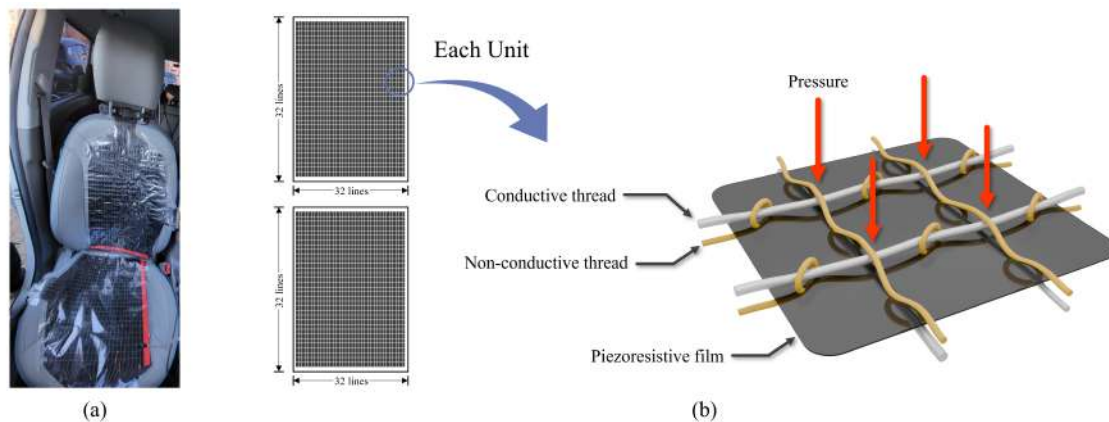 Each Unit
32 lines
32 lines
32 lines
32 lines
Pressure
Conductive thread
Non-conductive thread
Piezoresistive film
(a)
(b)